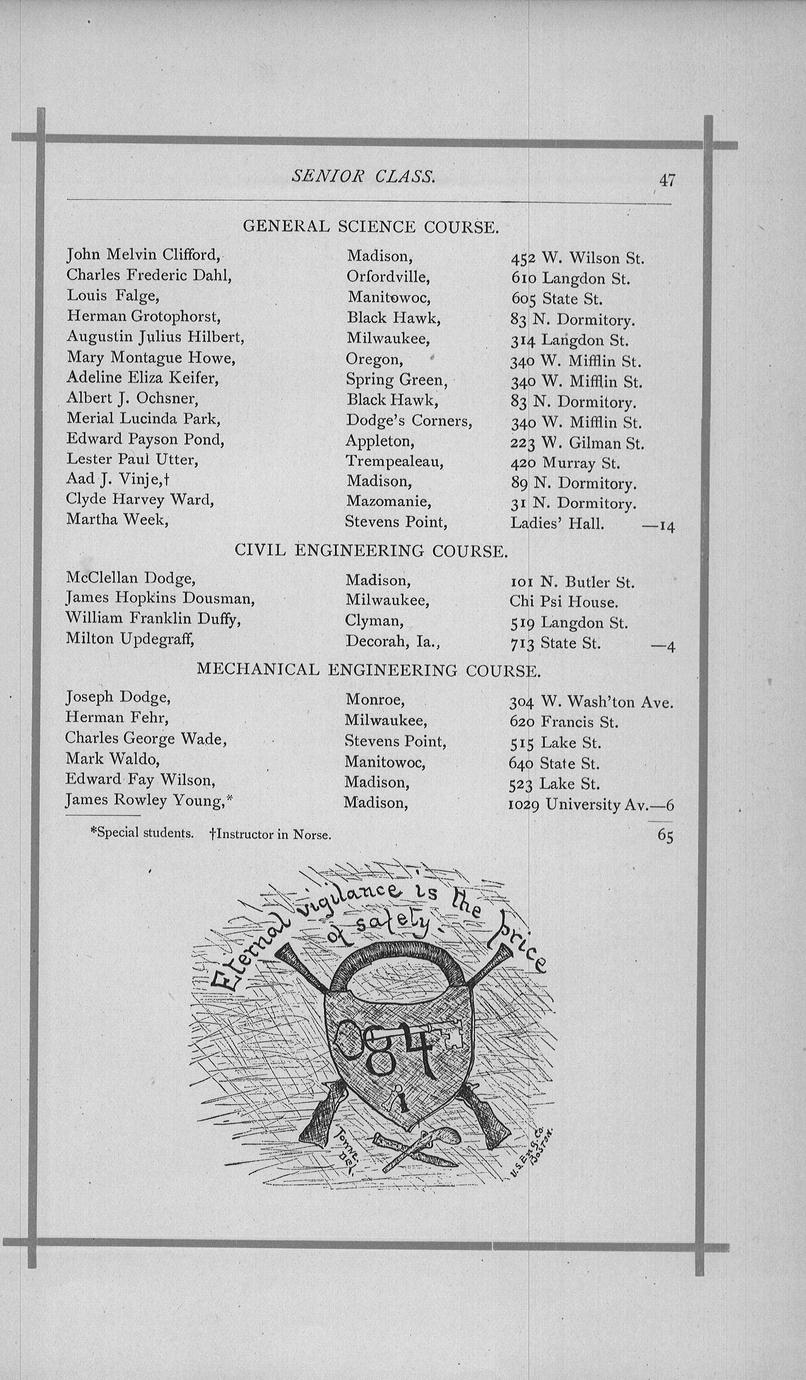 SENIOR CLASS. 47
GENERAL SCIENCE COURSE.
John Melvin Clifford, Madison, 452 W. Wilson St.
Charles Frederic Dahl, Orfordville, 610 Langdon St.
Louis Falge, Manitowoc, 605 State St.
Herman Grotophorst, Black Hawk, 83 N. Dormitory.
Augustin Julius Hilbert, Milwaukee, 314 Langdon St.
Mary Montague Howe, Oregon, 340 W. Mifflin St.
Adeline Eliza Keifer, Spring Green, 340 W. Mifflin St.
Albert J. Ochsner, Black Hawk, 83 N. Dormitory.
Merial Lucinda Park, Dodge's Corners, 340 W. Mifflin St.
Edward Payson Pond, Appleton, 223 W. Gilman St.
Lester Paul Utter, Trempealeau, 420 Murray St.
Aad J. Vinje,† Madison, 89 N. Dormitory.
Clyde Harvey Ward, Mazomanie, 31 N. Dormitory.
Martha Week, Stevens Point, Ladies' Hall. —14
CIVIL ENGINEERING COURSE.
McClellan Dodge, Madison, 101 N. Butler St.
James Hopkins Dousman, Milwaukee, Chi Psi House.
William Franklin Duffy, Clyman, 519 Langdon St.
Milton Updegraff, Decorah, Ia., 713 State St. —4
MECHANICAL ENGINEERING COURSE.
Joseph Dodge, Monroe, 304 W. Wash'ton Ave.
Herman Fehr, Milwaukee, 620 Francis St.
Charles George Wade, Stevens Point, 515 Lake St.
Mark Waldo, Manitowoc, 640 State St.
Edward Fay Wilson, Madison, 523 Lake St.
James Rowley Young,* Madison, 1029 University Av.—6
*Special students. †Instructor in Norse. 65
Eternal vigilance is the price
of safety.
84
Del.
U.S. Eng. Co.
Boston.